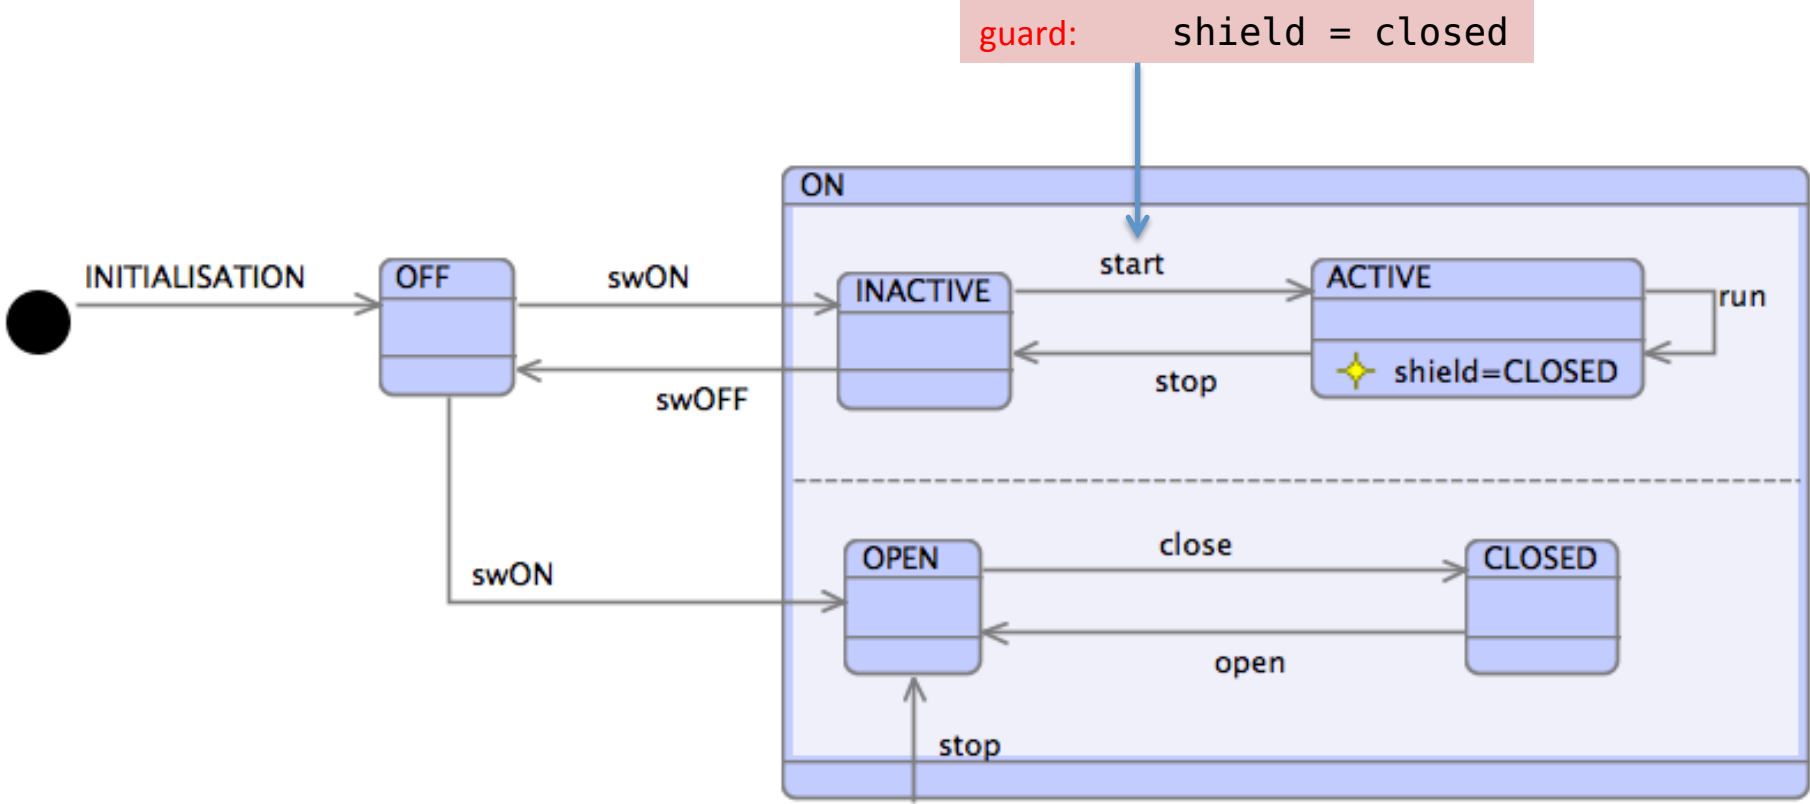 guard: shield = closed
ON
INITIALISATION
OFF
swON
INACTIVE
start
ACTIVE
run
swOFF
stop
shield=CLOSED
swON
OPEN
close
CLOSED
open
stop